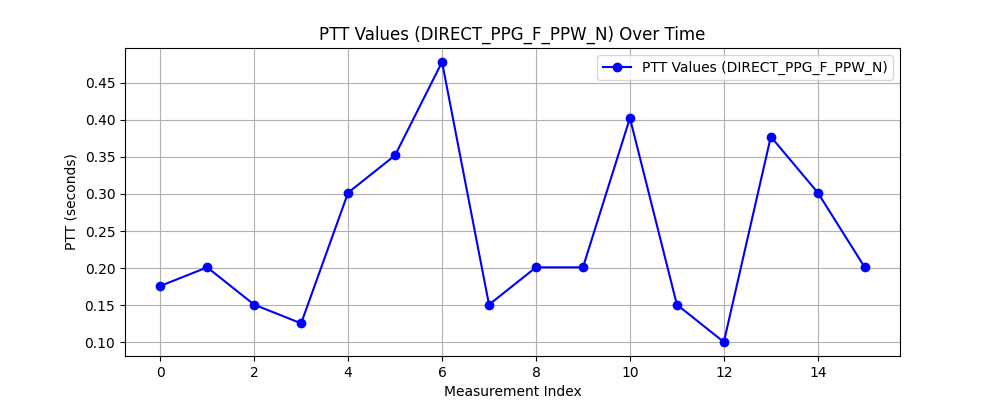 PTT Values (DIRECT_PPG_F_PPW_N) Over Time
PTT Values (DIRECT_PPG_F_PPW_N)
PTT (seconds)
0.45
0.40
0.35
0.30
0.25
0.20
0.15
0.10
0 2 4 6 8 10 12 14
Measurement Index